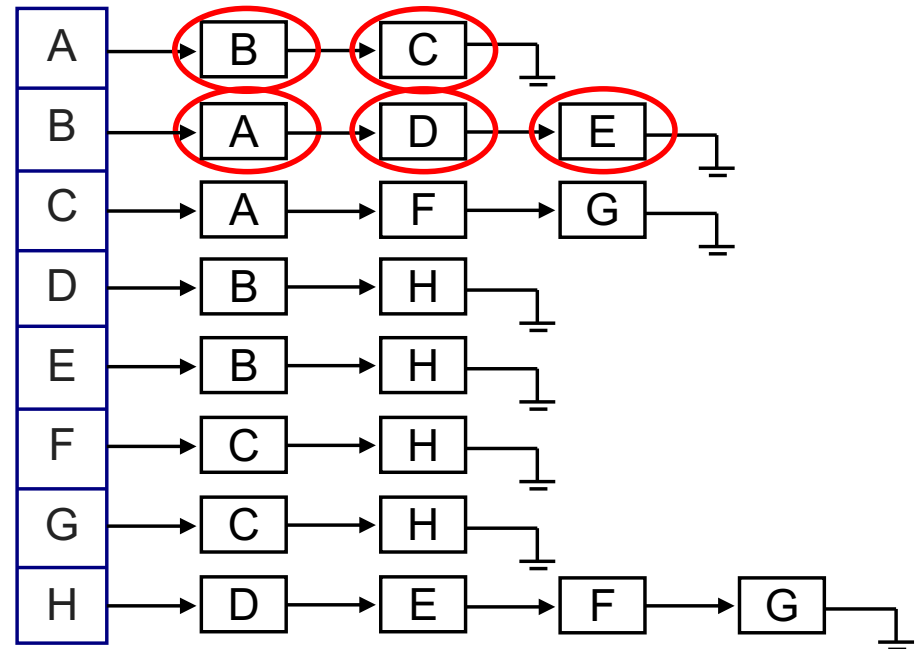 A B C
B A D E
C A F G
D B H
E B H
F C H
G C H
H D E F G